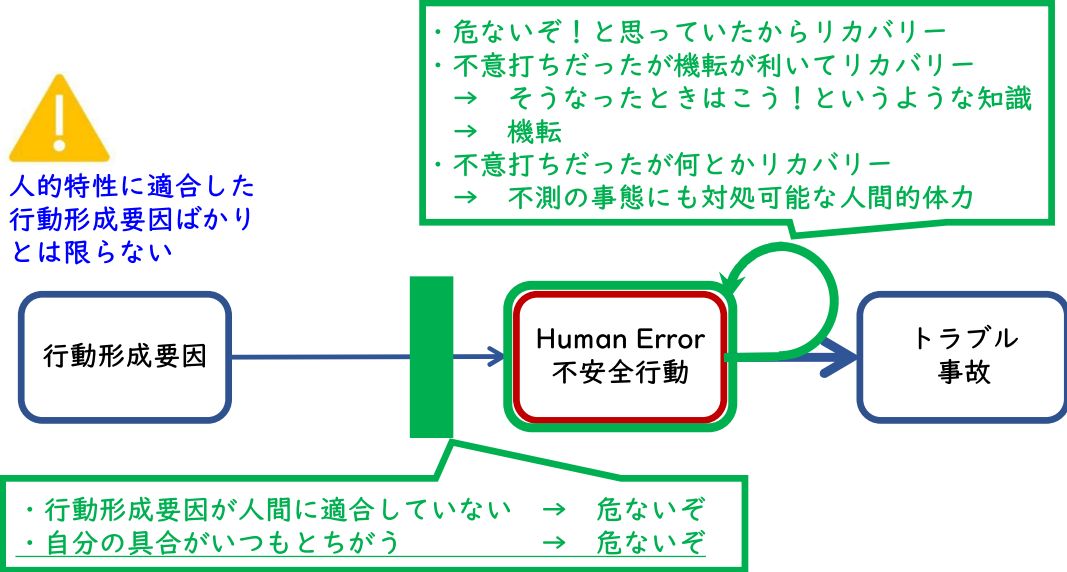 ・危ないぞ！と思っていたからリカバリー
・不意打ちだったが機転が利いてリカバリー
→ そうなったときはこう！というような知識
→ 機転
・不意打ちだったが何とかリカバリー
→ 不測の事態にも対処可能な人間的体力
人的特性に適合した
行動形成要因ばかり
とは限らない
行動形成要因
Human Error
不安全行動
トラブル
事故
・行動形成要因が人間に適合していない → 危ないぞ
・自分の具合がいつもとちがう → 危ないぞ